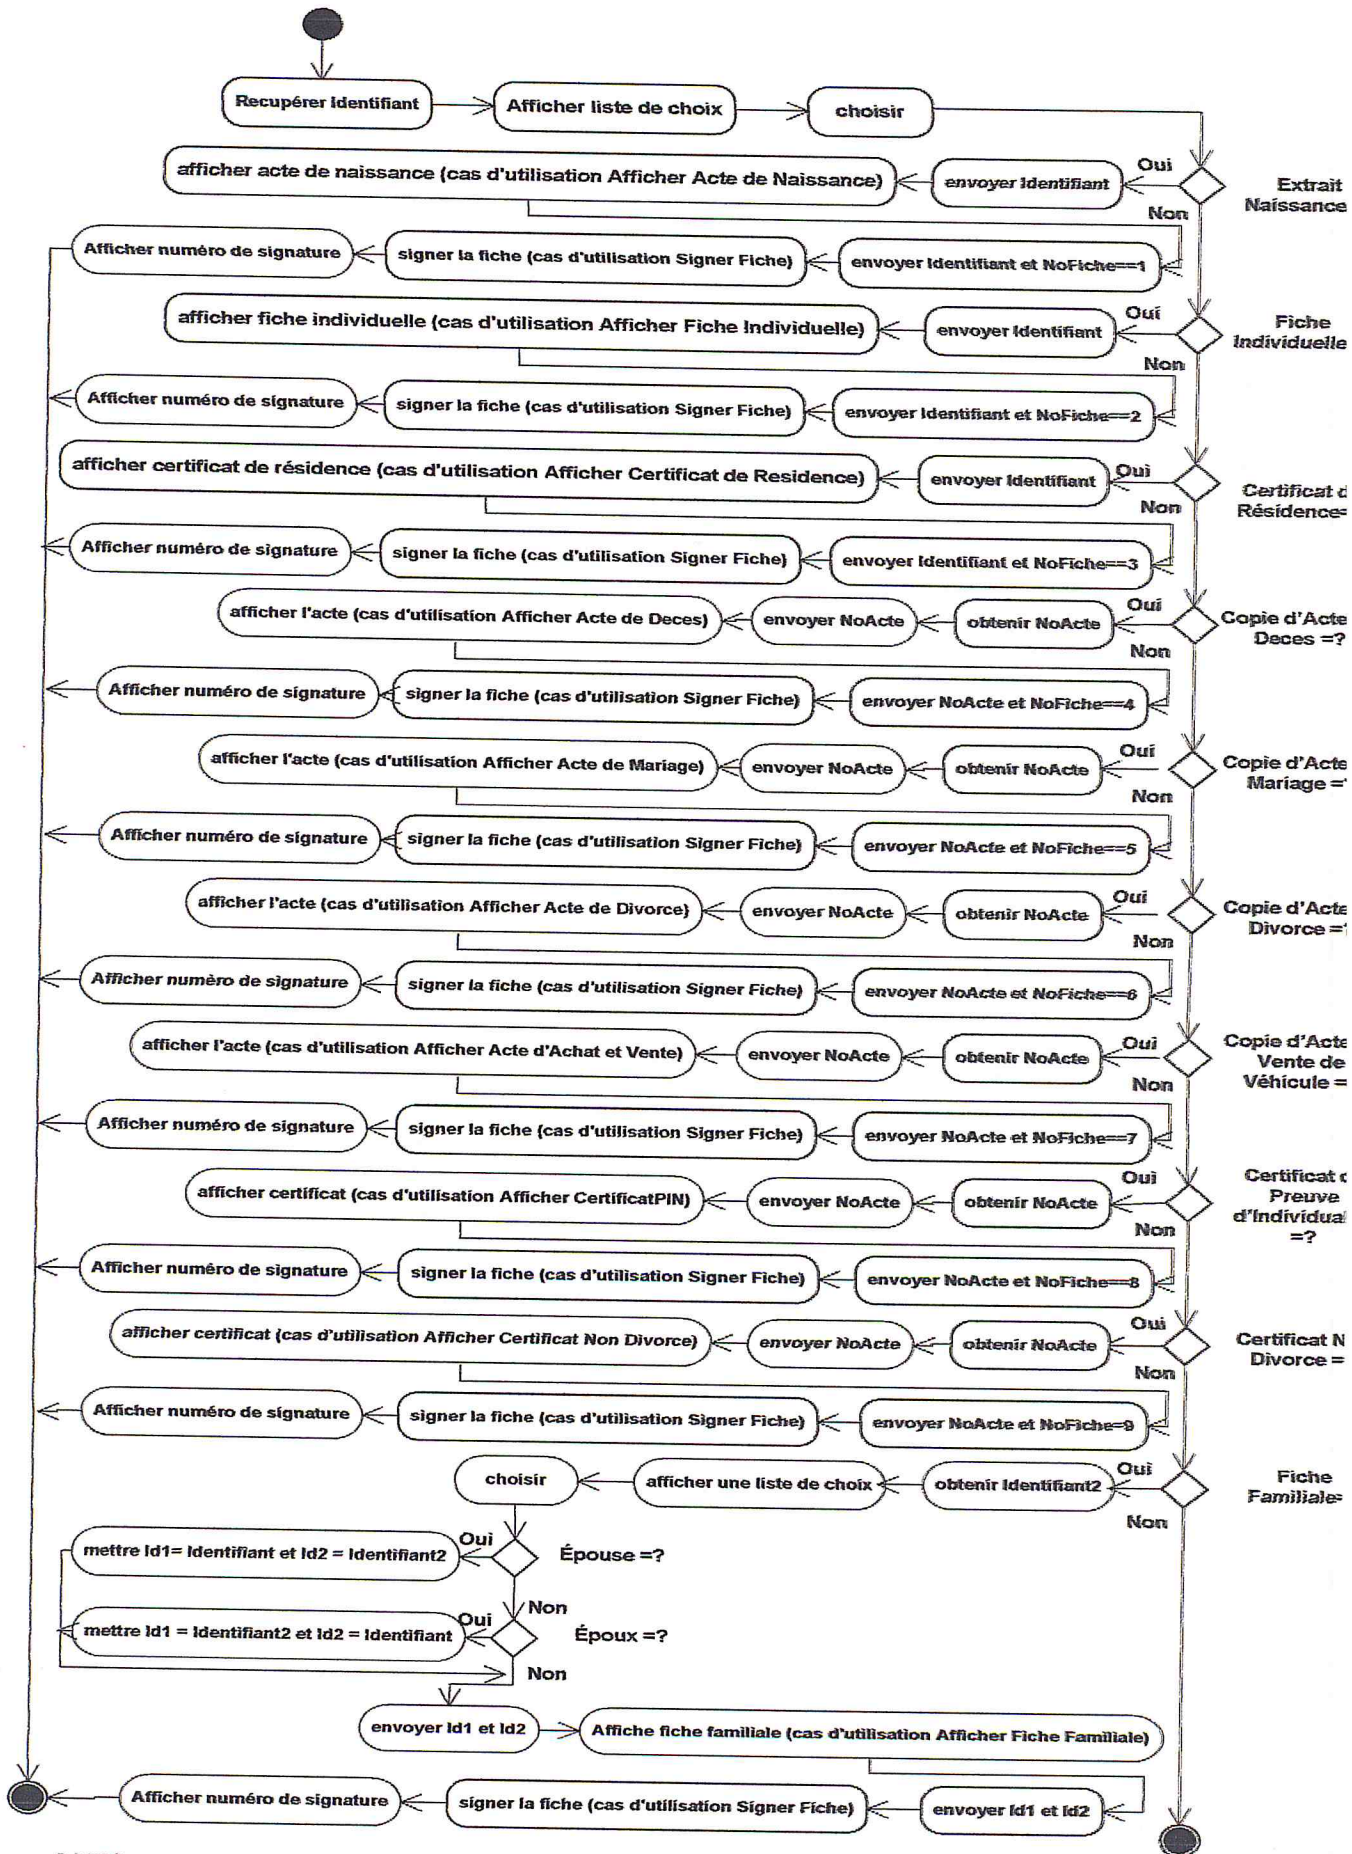 Recupérer Identifiant
Afficher liste de choix
choisir
afficher acte de naissance (cas d'utilisation Afficher Acte de Naissance)
envoyer Identifiant
Oui
Extrait
Naissance
Non
Afficher numéro de signature
signer la fiche (cas d'utilisation Signer Fiche)
envoyer Identifiant et NoFiche==1
afficher fiche individuelle (cas d'utilisation Afficher Fiche Individuelle)
envoyer Identifiant
Oui
Fiche
Individuelle
Non
Afficher numéro de signature
signer la fiche (cas d'utilisation Signer Fiche)
envoyer Identifiant et NoFiche==2
afficher certificat de résidence (cas d'utilisation Afficher Certificat de Residence)
envoyer Identifiant
Oui
Certificat d
Résidence=
Non
Afficher numéro de signature
signer la fiche (cas d'utilisation Signer Fiche)
envoyer Identifiant et NoFiche==3
afficher l'acte (cas d'utilisation Afficher Acte de Deces)
envoyer NoActe
obtenir NoActe
Oui
Copie d'Acte
Deces =?
Non
Afficher numéro de signature
signer la fiche (cas d'utilisation Signer Fiche)
envoyer NoActe et NoFiche==4
afficher l'acte (cas d'utilisation Afficher Acte de Mariage)
envoyer NoActe
obtenir NoActe
Oui
Copie d'Acte
Mariage =
Non
Afficher numéro de signature
signer la fiche (cas d'utilisation Signer Fiche)
envoyer NoActe et NoFiche==5
afficher l'acte (cas d'utilisation Afficher Acte de Divorce)
envoyer NoActe
obtenir NoActe
Oui
Copie d'Acte
Divorce =
Non
Afficher numèro de signature
signer la fiche (cas d'utilisation Signer Fiche)
envoyer NoActe et NoFiche==6
afficher l'acte (cas d'utilisation Afficher Acte d'Achat et Vente)
envoyer NoActe
obtenir NoActe
Oui
Copie d'Acte
Vente de
Véhicule =
Non
Afficher numéro de signature
signer la fiche (cas d'utilisation Signer Fiche)
envoyer NoActe et NoFiche==7
afficher certificat (cas d'utilisation Afficher CertificatPIN)
envoyer NoActe
obtenir NoActe
Oui
Certificat d
Preuve
d'Individual
=?
Non
Afficher numéro de signature
signer la fiche (cas d'utilisation Signer Fiche)
envoyer NoActe et NoFiche==8
afficher certificat (cas d'utilisation Afficher Certificat Non Divorce)
envoyer NoActe
obtenir NoActe
Oui
Certificat N
Divorce =
Non
Afficher numéro de signature
signer la fiche (cas d'utilisation Signer Fiche)
envoyer NoActe et NoFiche=9
choisir
afficher une liste de choix
obtenir Identifiant2
Oui
Fiche
Familiale=
Non
mettre Id1= Identifiant et Id2 = Identifiant2
Oui
Épouse =?
Non
mettre Id1 = Identifiant2 et Id2 = Identifiant
Oui
Époux =?
Non
envoyer Id1 et Id2
Affiche fiche familiale (cas d'utilisation Afficher Fiche Familiale)
Afficher numéro de signature
signer la fiche (cas d'utilisation Signer Fiche)
envoyer Id1 et Id2